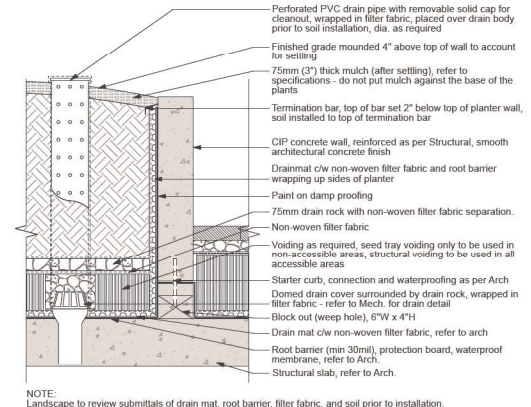 Perforated PVC drain pipe with removable solid cap for
cleanout, wrapped in filter fabric, placed over drain body
prior to soil installation, dia. as required
Finished grade mounded 4" above top of wall to account
for settling
75mm (3") thick mulch (after settling), refer to
specifications - do not put mulch against the base of the
plants
Termination bar, top of bar set 2" below top of planter wall,
soil installed to top of termination bar
CIP concrete wall, reinforced as per Structural, smooth
architectural concrete finish
Drainmat c/w non-woven filter fabric and root barrier
wrapping up sides of planter
Paint on damp proofing
75mm drain rock with non-woven filter fabric separation.
Non-woven filter fabric
Voiding as required, seed tray voiding only to be used in
non-accessible areas, structural voiding to be used in all
accessible areas
Starter curb, connection and waterproofing as per Arch
Domed drain cover surrounded by drain rock, wrapped in
filter fabric - refer to Mech. for drain detail
Block out (weep hole), 6"W x 4"H
Drain mat c/w non-woven filter fabric, refer to arch
Root barrier (min 30mil), protection board, waterproof
membrane, refer to Arch.
Structural slab, refer to Arch.
NOTE:
Landscape to review submittals of drain mat, root barrier, filter fabric, and soil prior to installation.